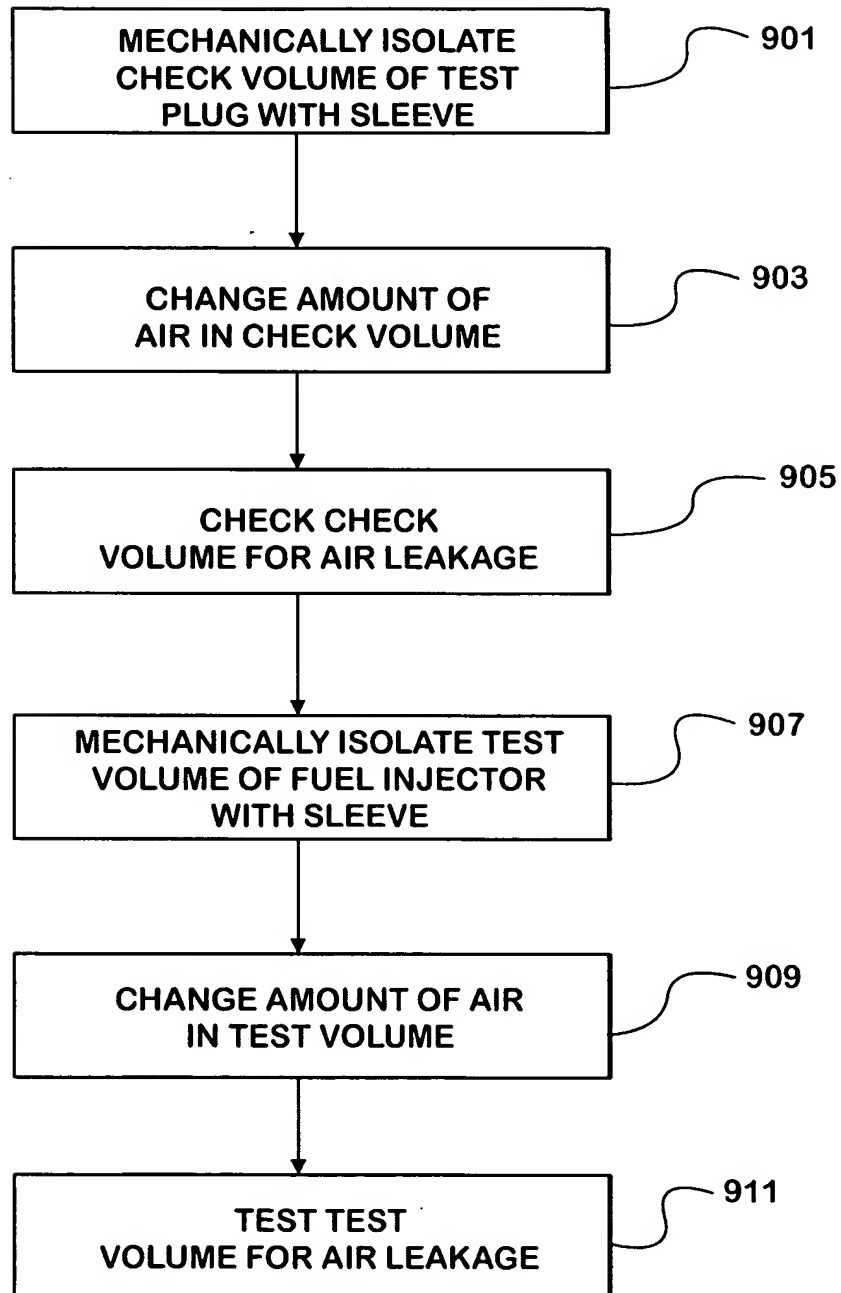 MECHANICALLY ISOLATE
CHECK VOLUME OF TEST
PLUG WITH SLEEVE
901
CHANGE AMOUNT OF
AIR IN CHECK VOLUME
903
CHECK CHECK
VOLUME FOR AIR LEAKAGE
905
MECHANICALLY ISOLATE TEST
VOLUME OF FUEL INJECTOR
WITH SLEEVE
907
CHANGE AMOUNT OF AIR
IN TEST VOLUME
909
TEST TEST
VOLUME FOR AIR LEAKAGE
911